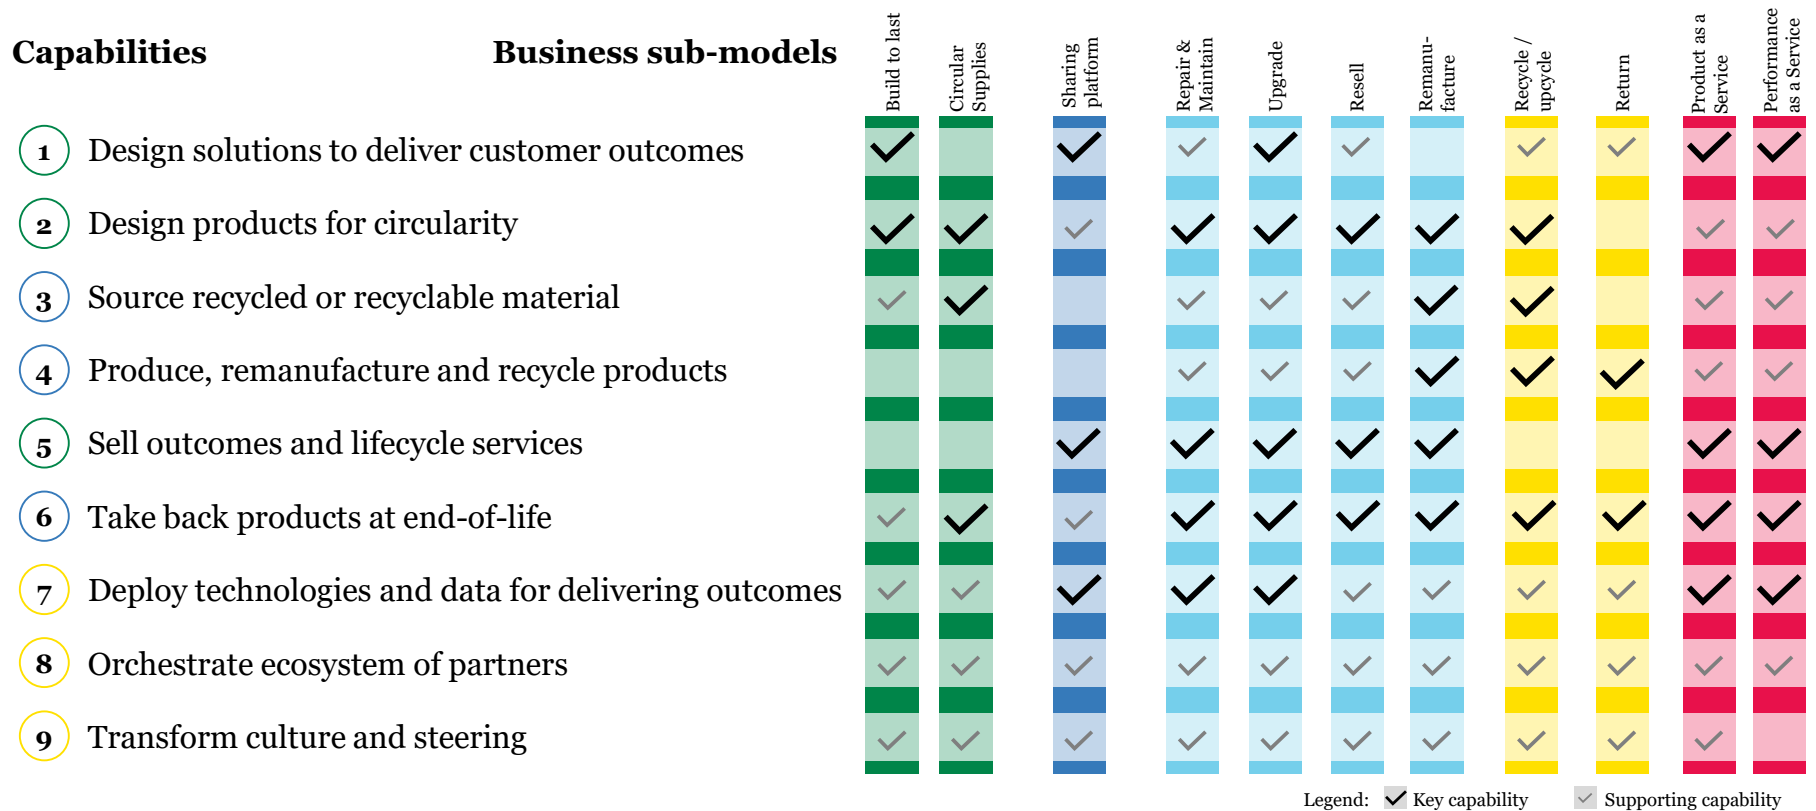 Capabilities
Business sub-models
Build to last
Circular
Supplies
Sharing
platform
Repair &
Maintain
Upgrade
Resell
Remanu-
facture
Recycle /
upcycle
Return
Product as a
Service
Performance
as a Service
1 Design solutions to deliver customer outcomes
2 Design products for circularity
3 Source recycled or recyclable material
4 Produce, remanufacture and recycle products
5 Sell outcomes and lifecycle services
6 Take back products at end-of-life
7 Deploy technologies and data for delivering outcomes
8 Orchestrate ecosystem of partners
9 Transform culture and steering
Legend: Key capability Supporting capability